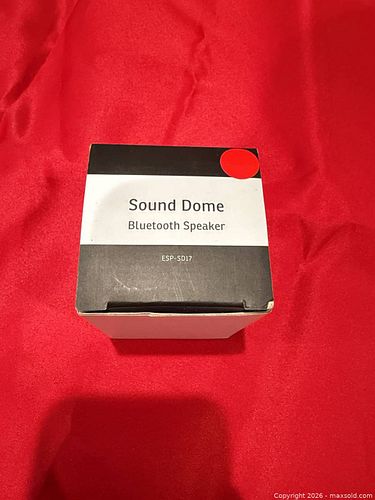 Sound Dome
Bluetooth Speaker
ESP-SD17
Copyright 2026 - maxsold.com